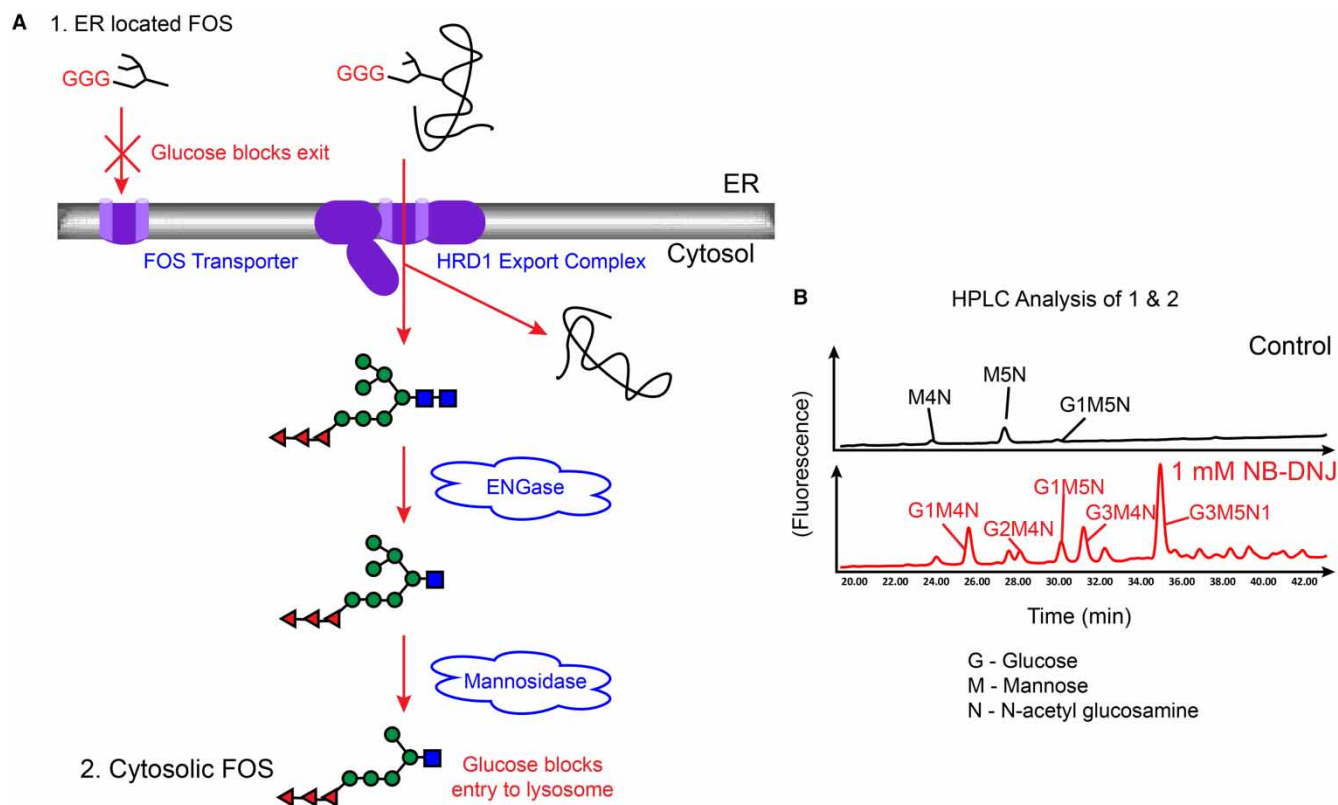 A
1. ER located FOS
GGG
GGG
Glucose blocks exit
ER
Cytosol
FOS Transporter
HRD1 Export Complex
ENGase
Mannosidase
2. Cytosolic FOS
Glucose blocks
entry to lysosome
B
HPLC Analysis of 1 & 2
Control
(Fluorescence)
M4N
M5N
G1M5N
1 mM NB-DNJ
G1M4N
G2M4N
G1M5N
G3M4N
G3M5N1
20.00 22.00 24.00 26.00 28.00 30.00 32.00 34.00 36.00 38.00 40.00 42.00
Time (min)
G - Glucose
M - Mannose
N - N-acetyl glucosamine